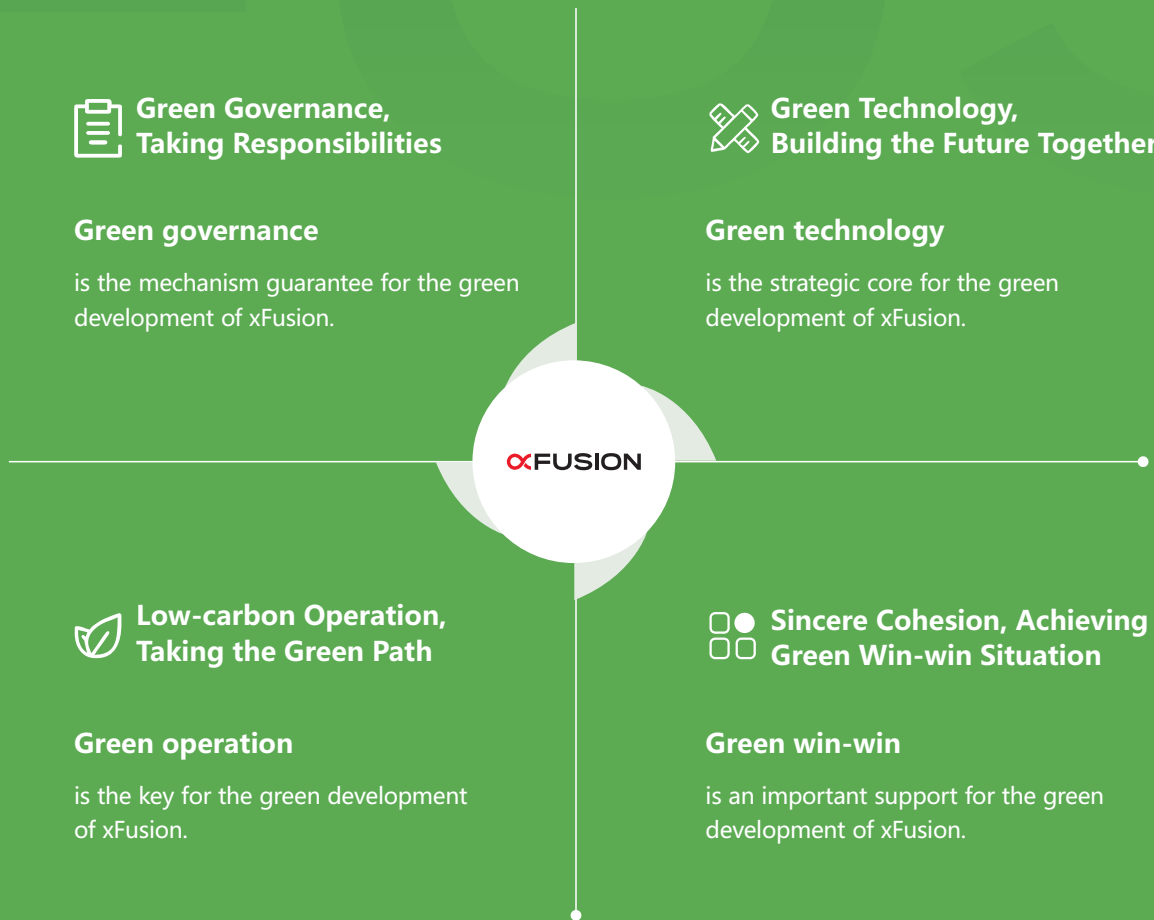 Green Governance,
Taking Responsibilities
Green governance
is the mechanism guarantee for the green
development of xFusion.
Green Technology,
Building the Future Together
Green technology
is the strategic core for the green
development of xFusion.
XFUSION
Low-carbon Operation,
Taking the Green Path
Green operation
is the key for the green development
of xFusion.
Sincere Cohesion, Achieving
Green Win-win Situation
Green win-win
is an important support for the green
development of xFusion.